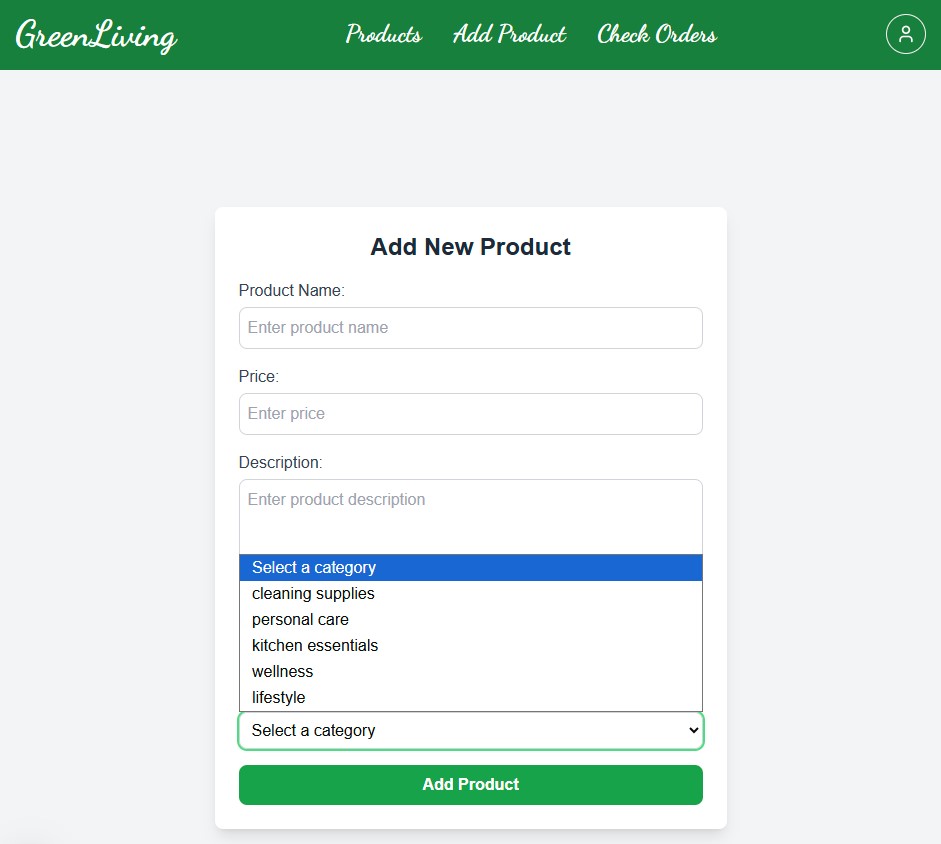 GreenLiving
Products Add Product Check Orders
Add New Product
Product Name:
Enter product name
Price:
Enter price
Description:
Enter product description
Select a category
cleaning supplies
personal care
kitchen essentials
wellness
lifestyle
Select a category
Add Product